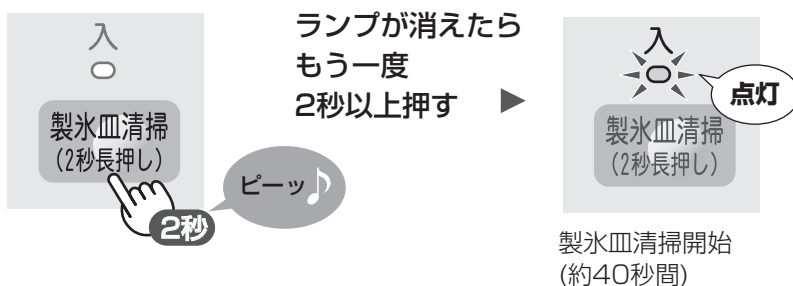 入
製氷皿清掃
(2秒長押し)
2秒
ピーッ♪
ランプが消えたら
もう一度
2秒以上押す ▶
入
点灯
製氷皿清掃
(2秒長押し)
製氷皿清掃開始
(約40秒間)